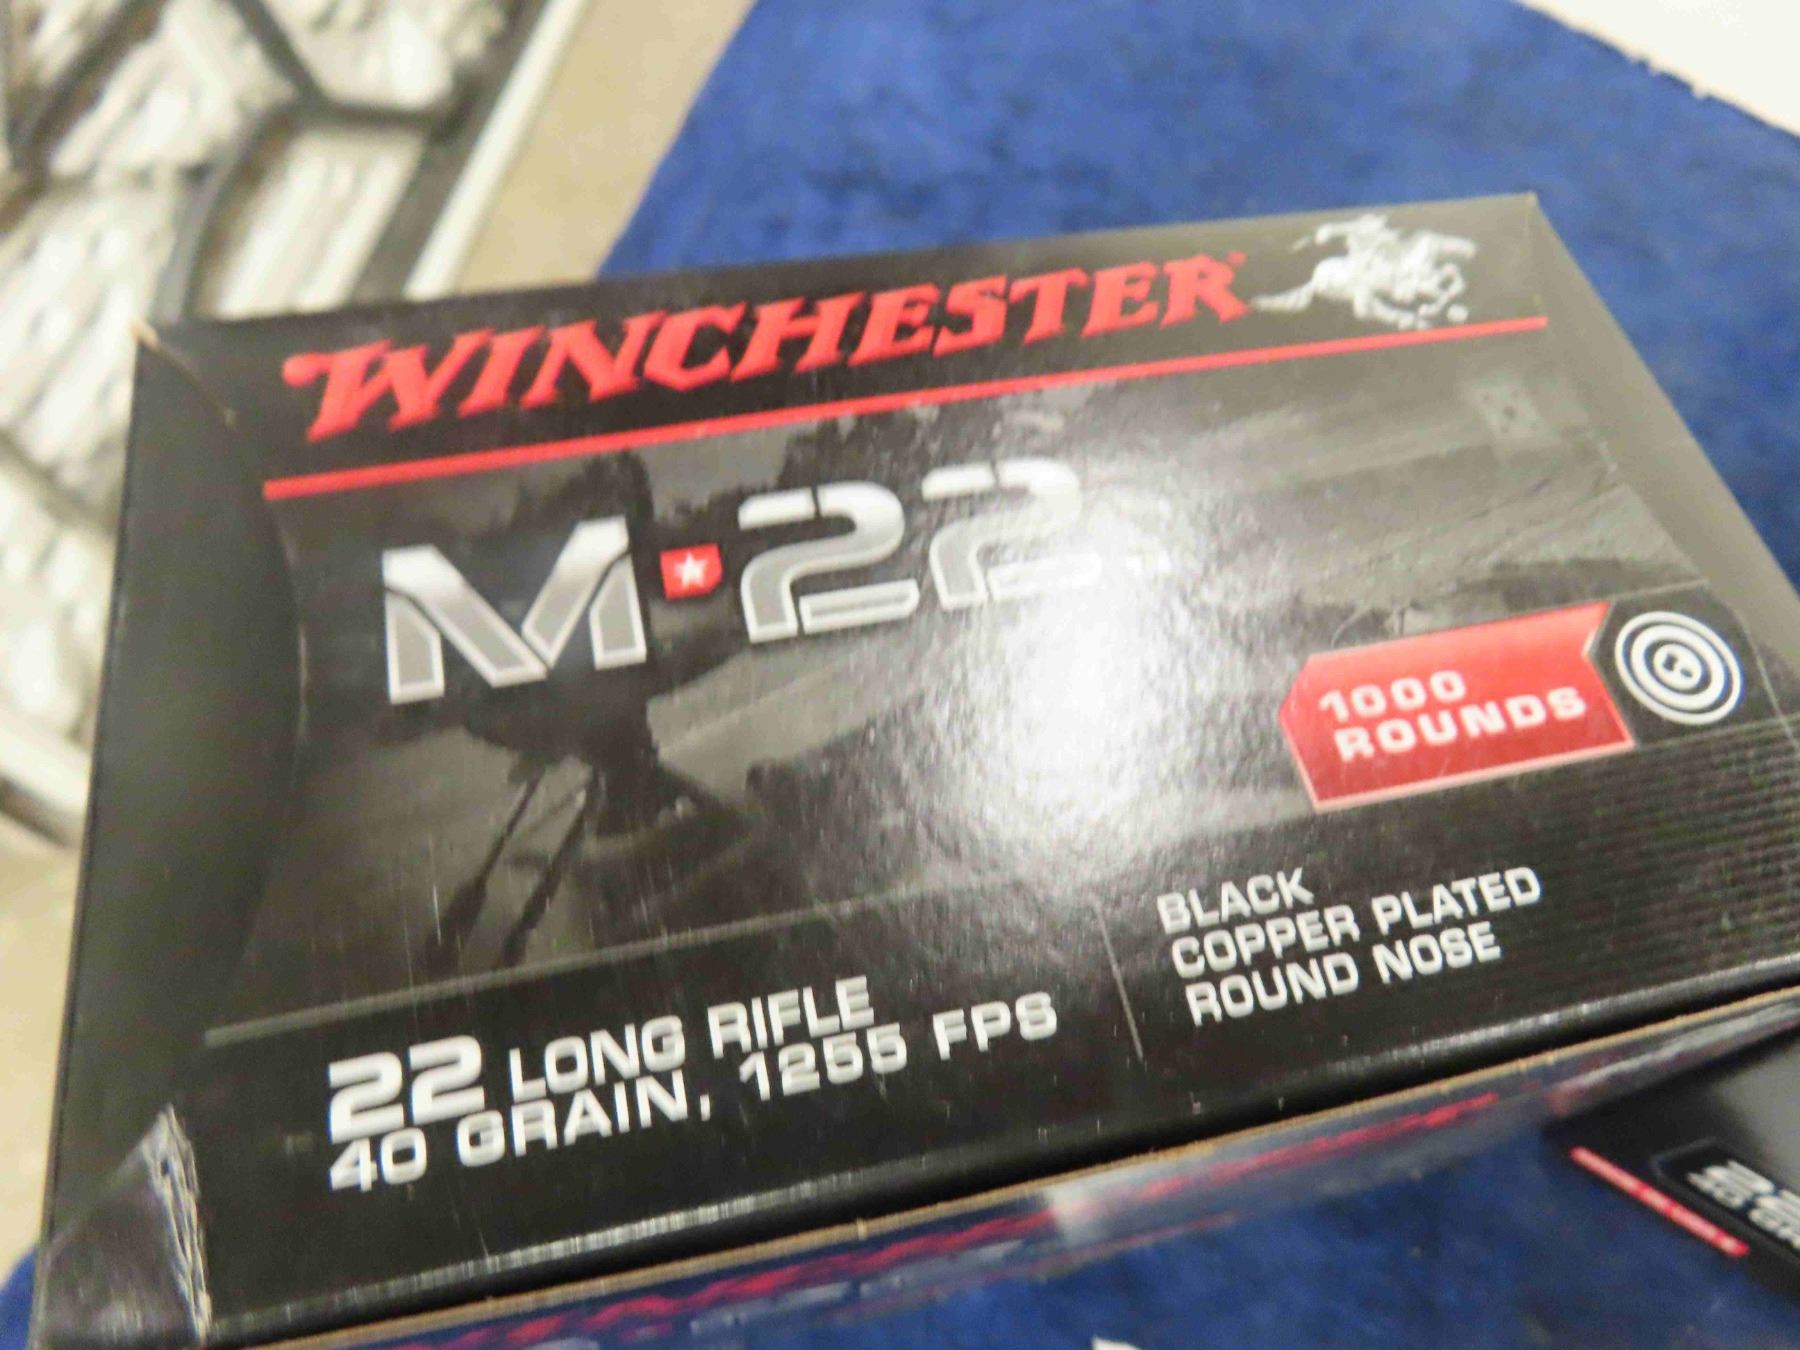 WINCHESTER
M★22
1000
ROUNDS
BLACK
COPPER PLATED
ROUND NOSE
22 LONG RIFLE
40 GRAIN, 1255 FPS